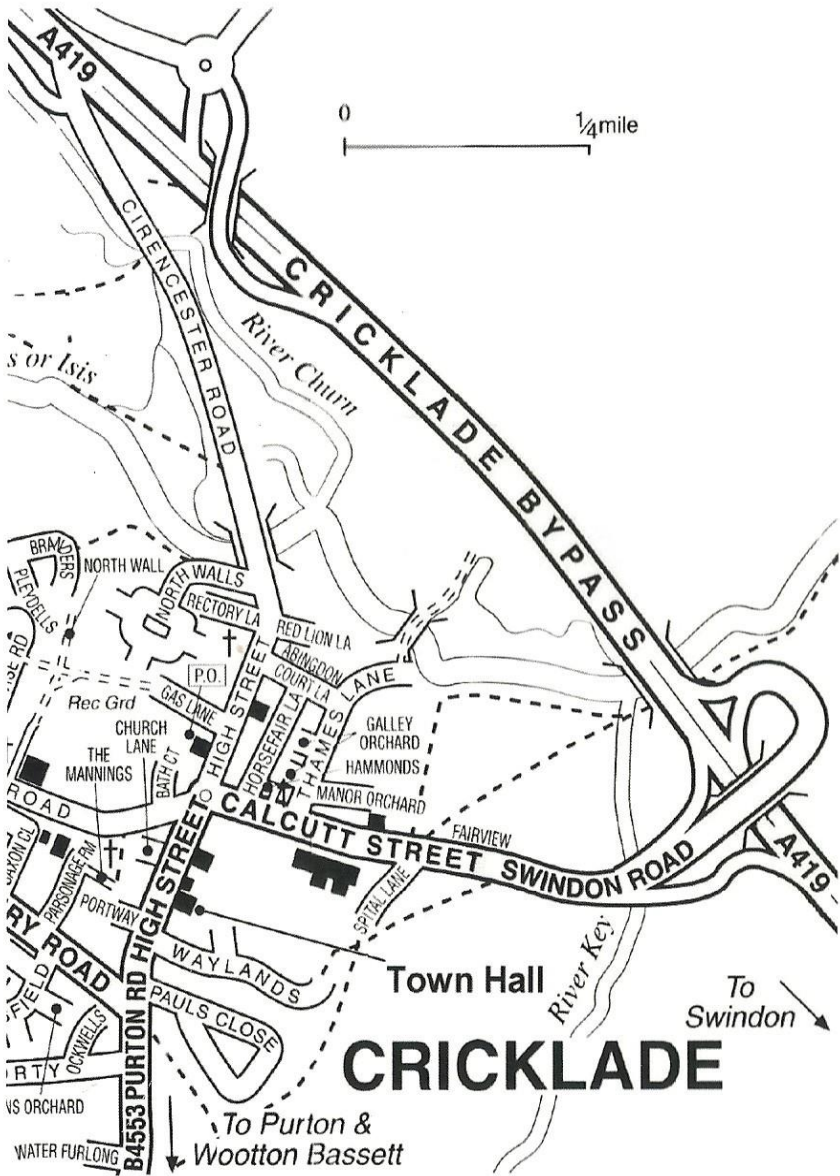 A419
0
1/4 mile
CIRENCESTER ROAD
CRICKLADE BYPASS
River Churn
s or Isis
BRANDERS
PLEYDELLS
NORTH WALL
NORTH WALLS
RECTORY LA
RED LION LA
ABINGDON
COURT LA
P.O.
Rec Grd
GAS LANE
HIGH STREET
HORSEFAIR LA
THAMES LANE
GALLEY
ORCHARD
HAMMONDS
CHURCH
LANE
THE
MANNINGS
BATH CT
MANOR ORCHARD
ROAD
CALCUTT STREET
FAIRVIEW
SWINDON ROAD
A419
PARSONAGE FM
PORTWAY
HIGH STREET
SPITAL LANE
RY ROAD
WAYLANDS
Town Hall
River Key
To
Swindon
PAULS CLOSE
OCKWELLS
CRICKLADE
ORTY
NS ORCHARD
B4553 PURTON RD
To Purton &
Wootton Bassett
WATER FURLONG